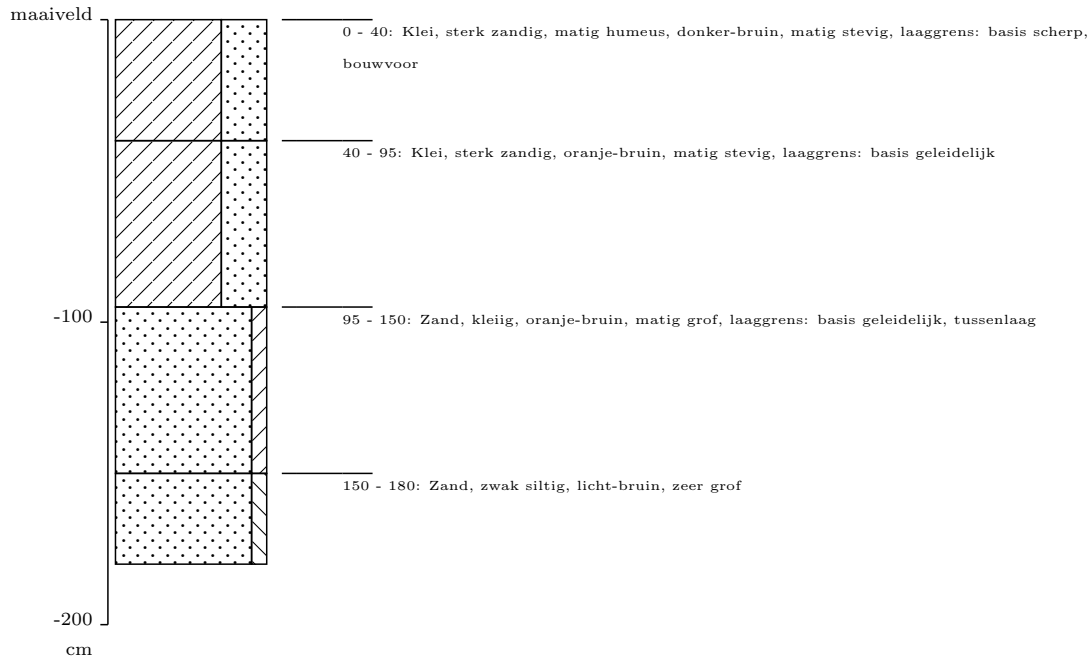 maaiveld
0 - 40: Klei, sterk zandig, matig humeus, donker-bruin, matig stevig, laaggrens: basis scherp,
bouwvoor
40 - 95: Klei, sterk zandig, oranje-bruin, matig stevig, laaggrens: basis geleidelijk
-100
95 - 150: Zand, kleiig, oranje-bruin, matig grof, laaggrens: basis geleidelijk, tussenlaag
150 - 180: Zand, zwak siltig, licht-bruin, zeer grof
-200
cm